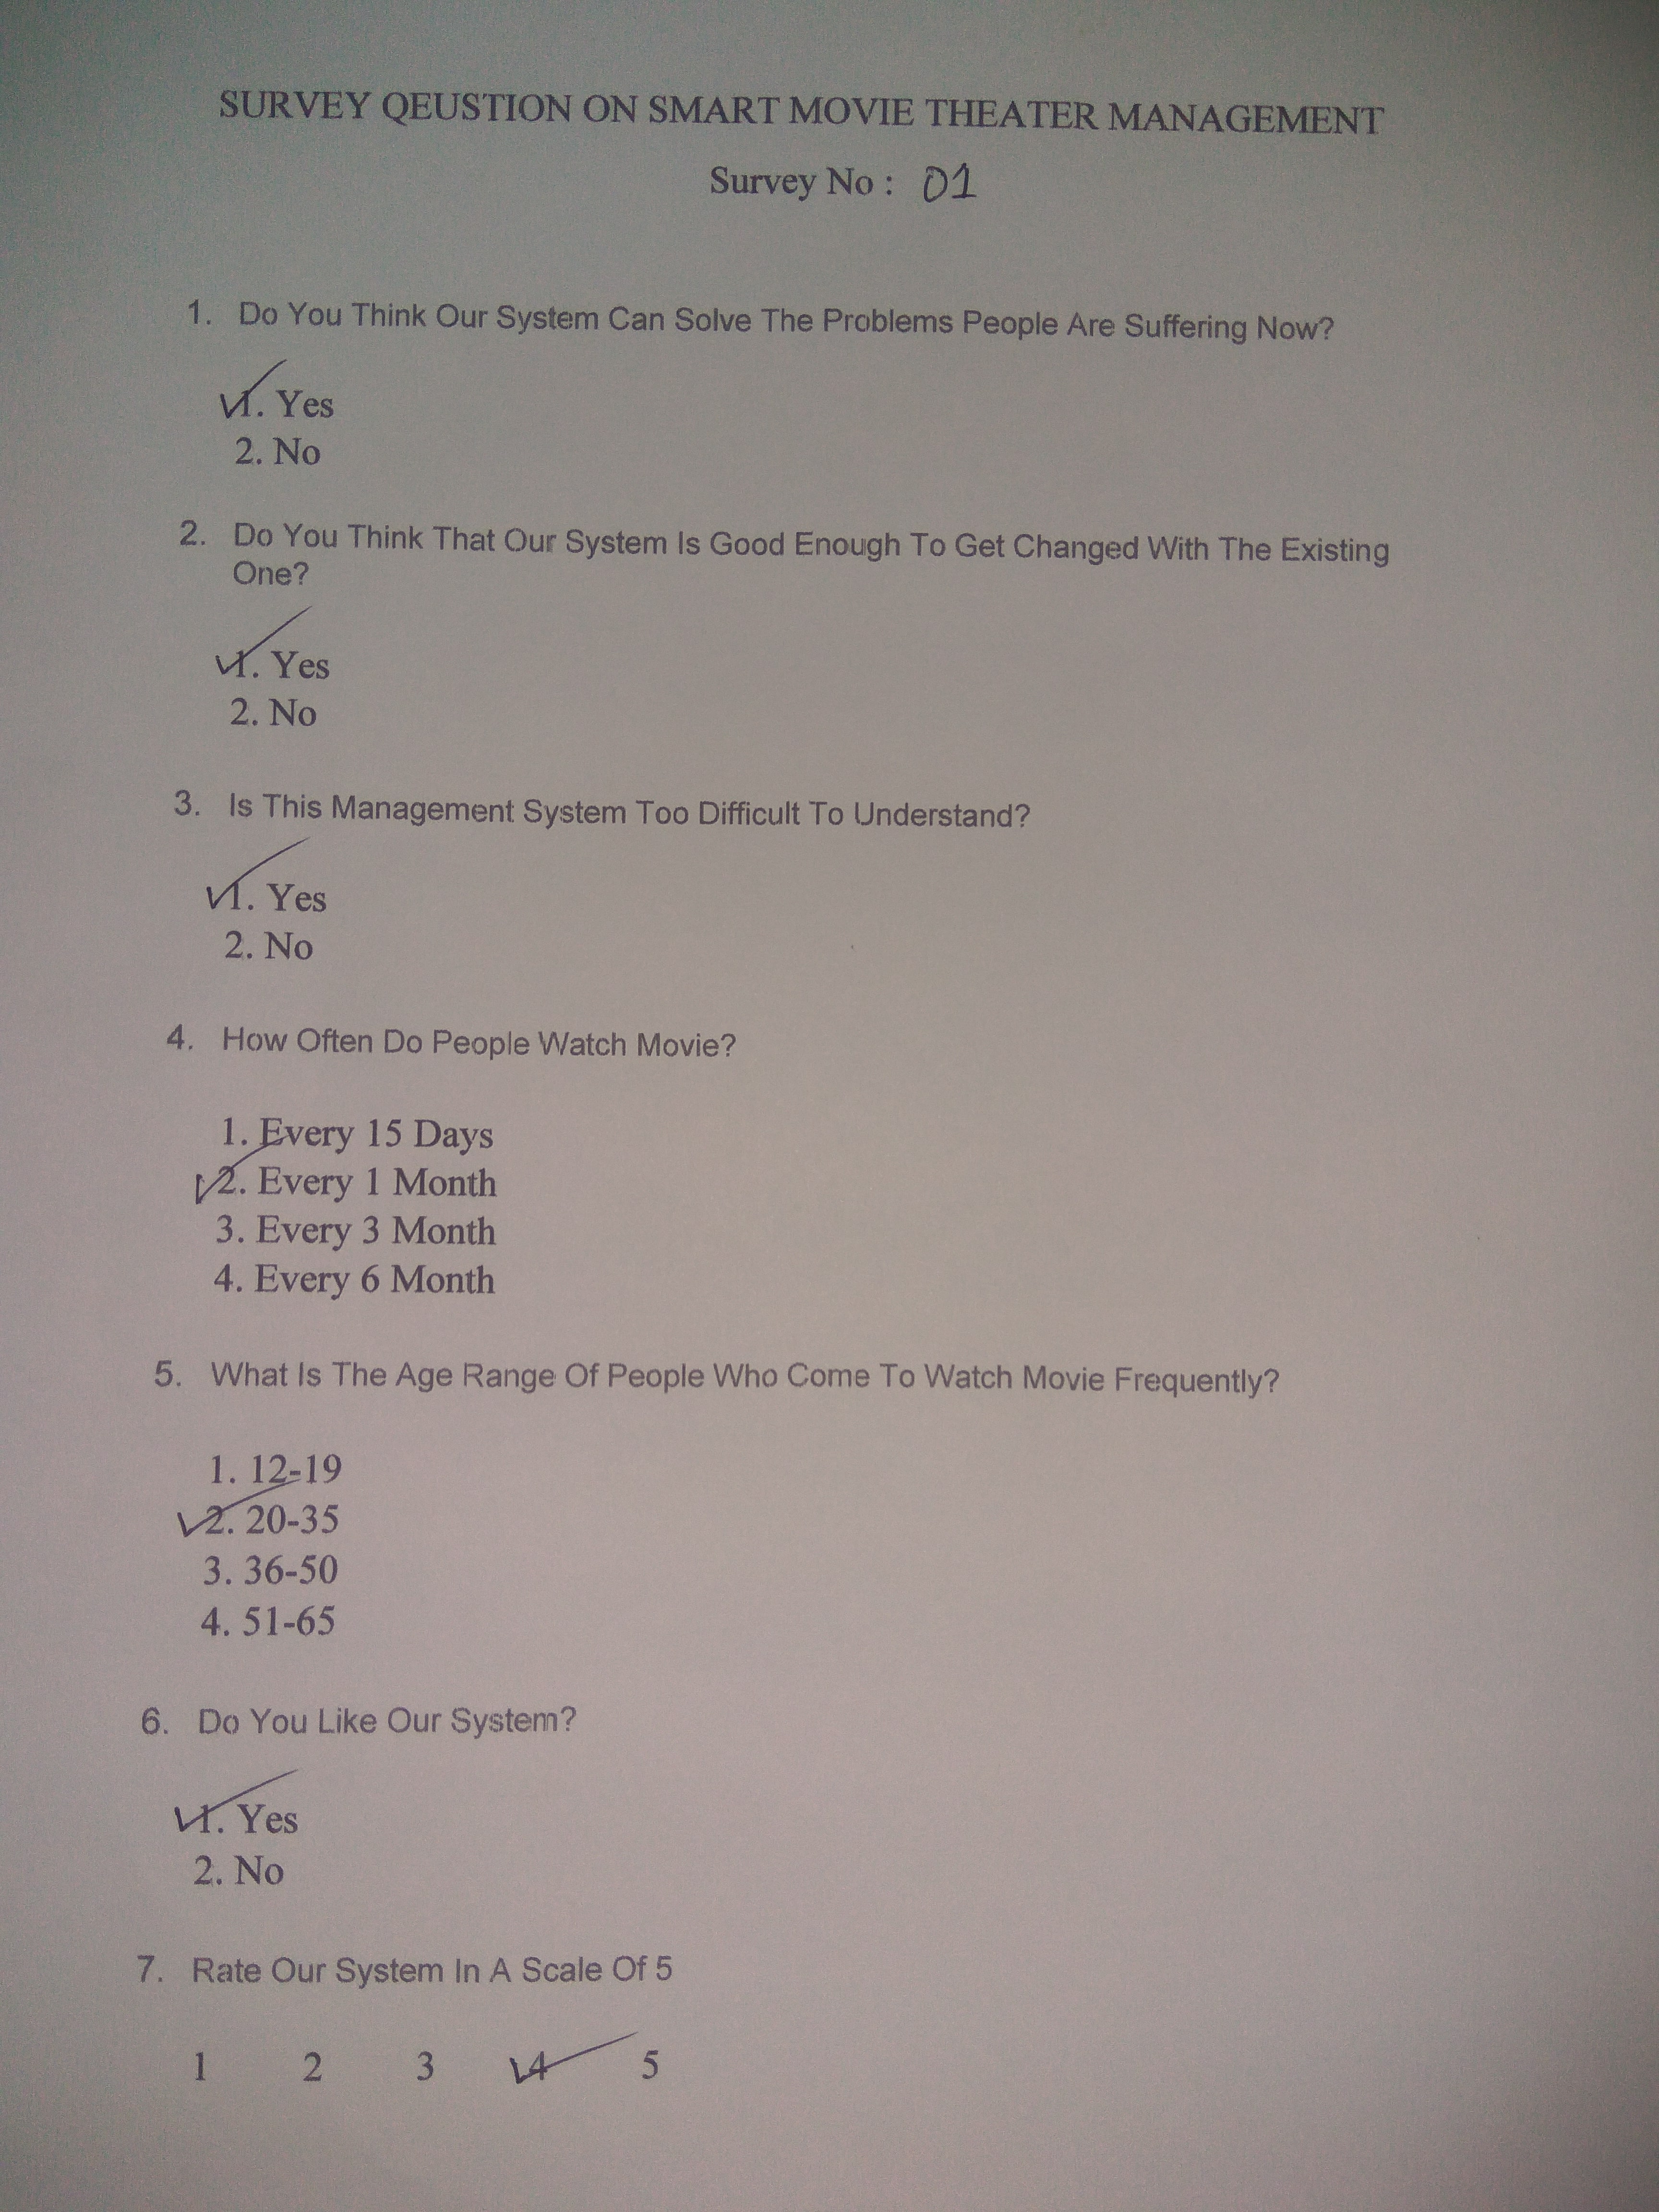 SURVEY QEUSTION ON SMART MOVIE THEATER MANAGEMENT
Survey No : 01
1. Do You Think Our System Can Solve The Problems People Are Suffering Now?
✓1. Yes
2. No
2. Do You Think That Our System Is Good Enough To Get Changed With The Existing
One?
✓1. Yes
2. No
3. Is This Management System Too Difficult To Understand?
✓1. Yes
2. No
4. How Often Do People Watch Movie?
1. Every 15 Days
✓2. Every 1 Month
3. Every 3 Month
4. Every 6 Month
5. What Is The Age Range Of People Who Come To Watch Movie Frequently?
1. 12-19
✓2. 20-35
3. 36-50
4. 51-65
6. Do You Like Our System?
✓1. Yes
2. No
7. Rate Our System In A Scale Of 5
1 2 3 ✓4 5